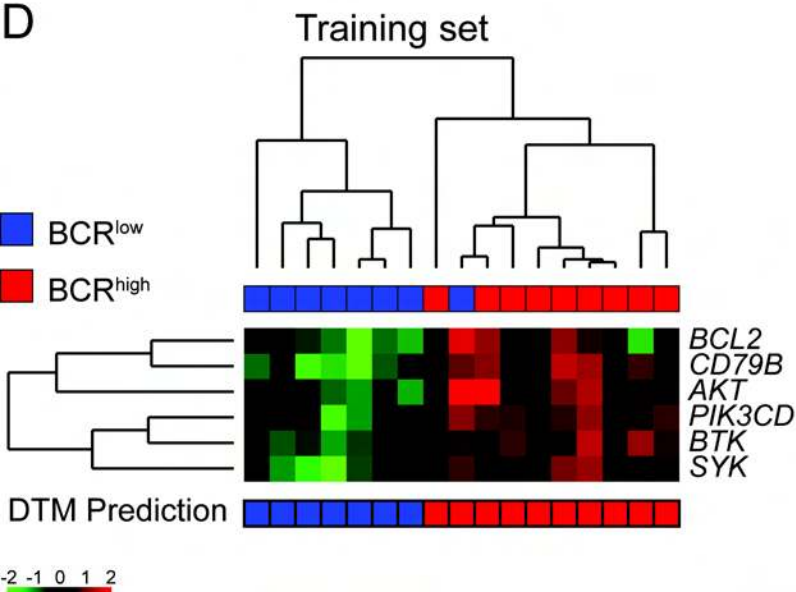 D
Training set
BCRlow
BCRhigh
BCL2
CD79B
AKT
PIK3CD
BTK
SYK
DTM Prediction
-2 -1 0 1 2